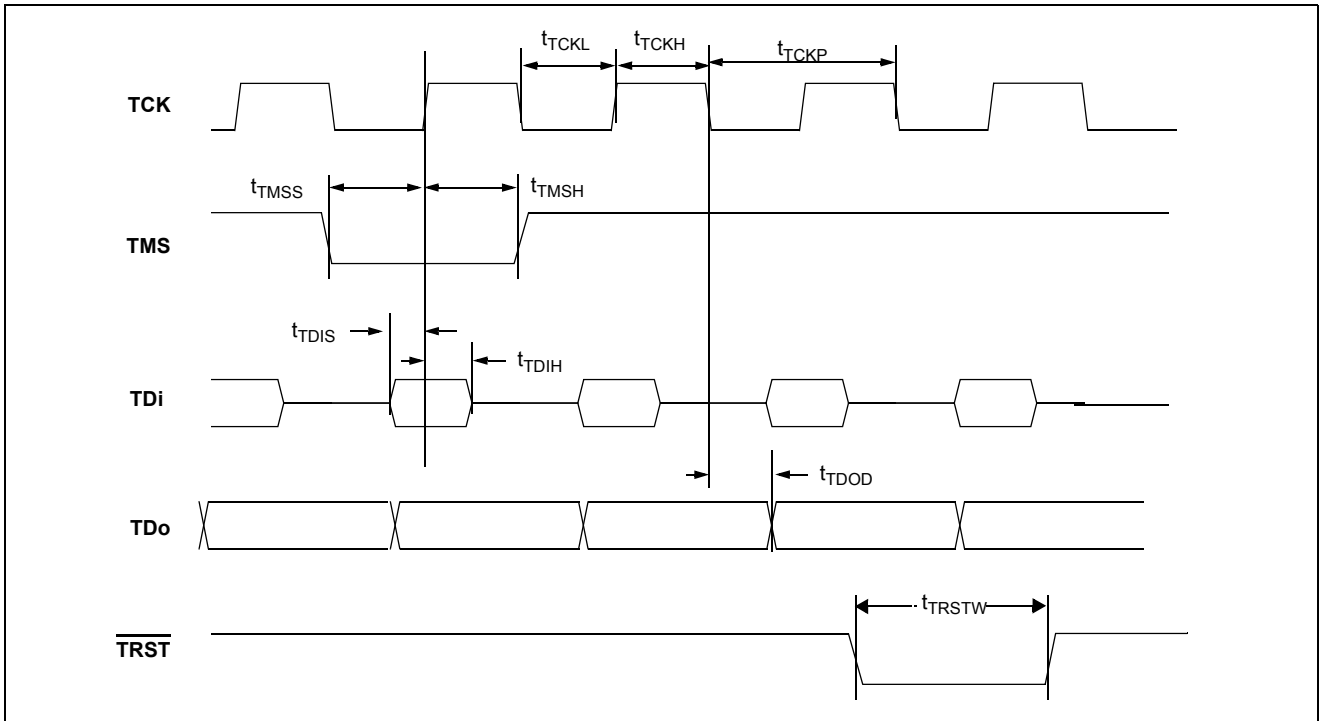 tTCKL tTCKH tTCKP
TCK
tTMSS tTMSH
TMS
tTDIS
tTDIH
TDi
tTDOD
TDo
tTRSTW
TRST